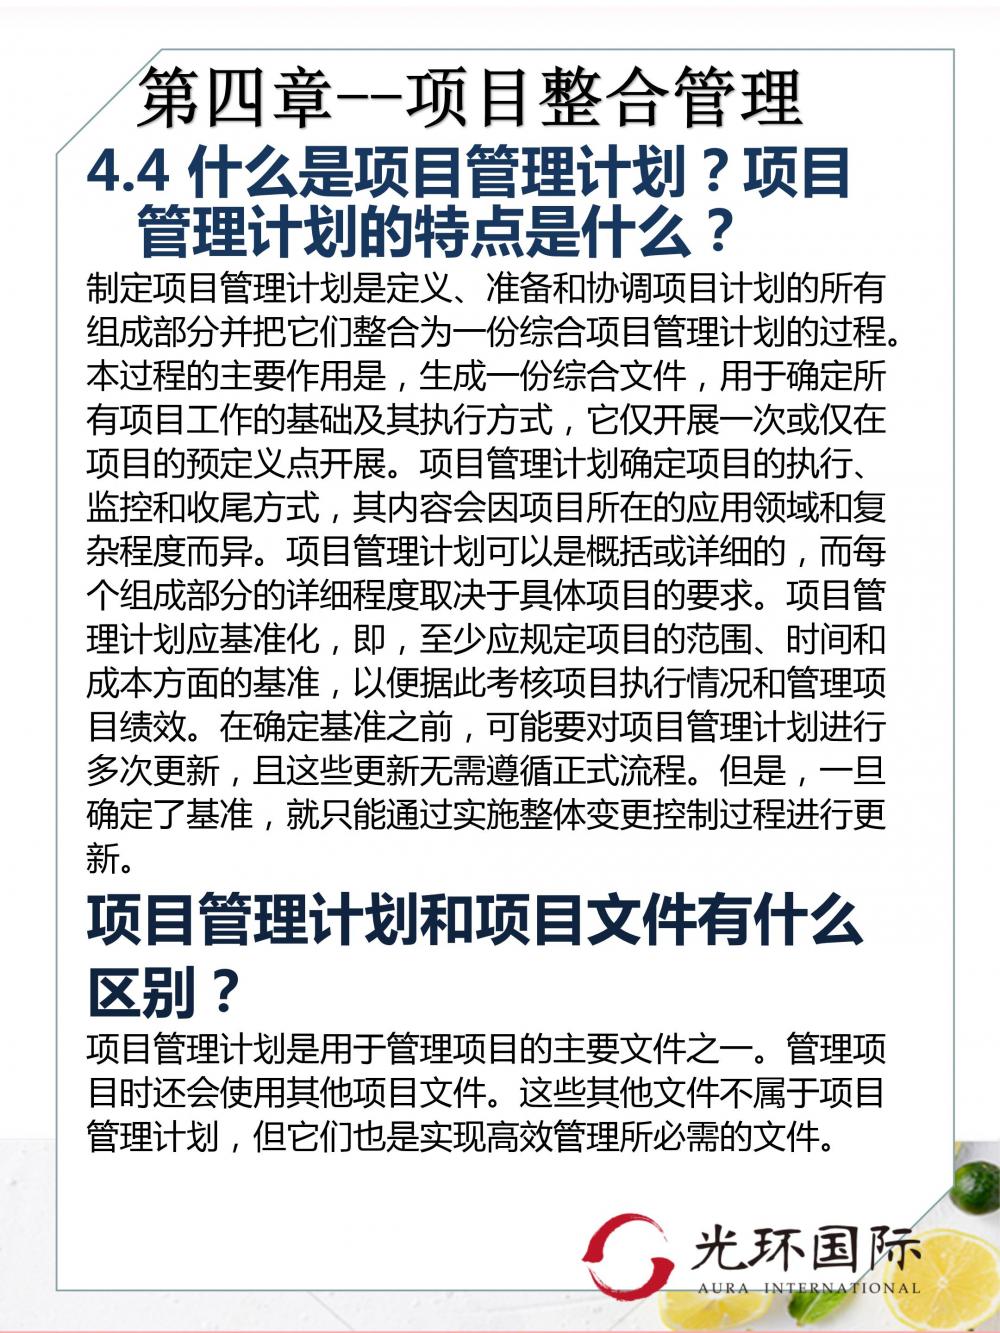 第四章--项目整合管理
4.4 什么是项目管理计划？项目
管理计划的特点是什么？
制定项目管理计划是定义、准备和协调项目计划的所有
组成部分并把它们整合为一份综合项目管理计划的过程。
本过程的主要作用是，生成一份综合文件，用于确定所
有项目工作的基础及其执行方式，它仅开展一次或仅在
项目的预定义点开展。项目管理计划确定项目的执行、
监控和收尾方式，其内容会因项目所在的应用领域和复
杂程度而异。项目管理计划可以是概括或详细的，而每
个组成部分的详细程度取决于具体项目的要求。项目管
理计划应基准化，即，至少应规定项目的范围、时间和
成本方面的基准，以便据此考核项目执行情况和管理项
目绩效。在确定基准之前，可能要对项目管理计划进行
多次更新，且这些更新无需遵循正式流程。但是，一旦
确定了基准，就只能通过实施整体变更控制过程进行更
新。
项目管理计划和项目文件有什么
区别？
项目管理计划是用于管理项目的主要文件之一。管理项
目时还会使用其他项目文件。这些其他文件不属于项目
管理计划，但它们也是实现高效管理所必需的文件。
光环国际
AURA INTERNATIONAL